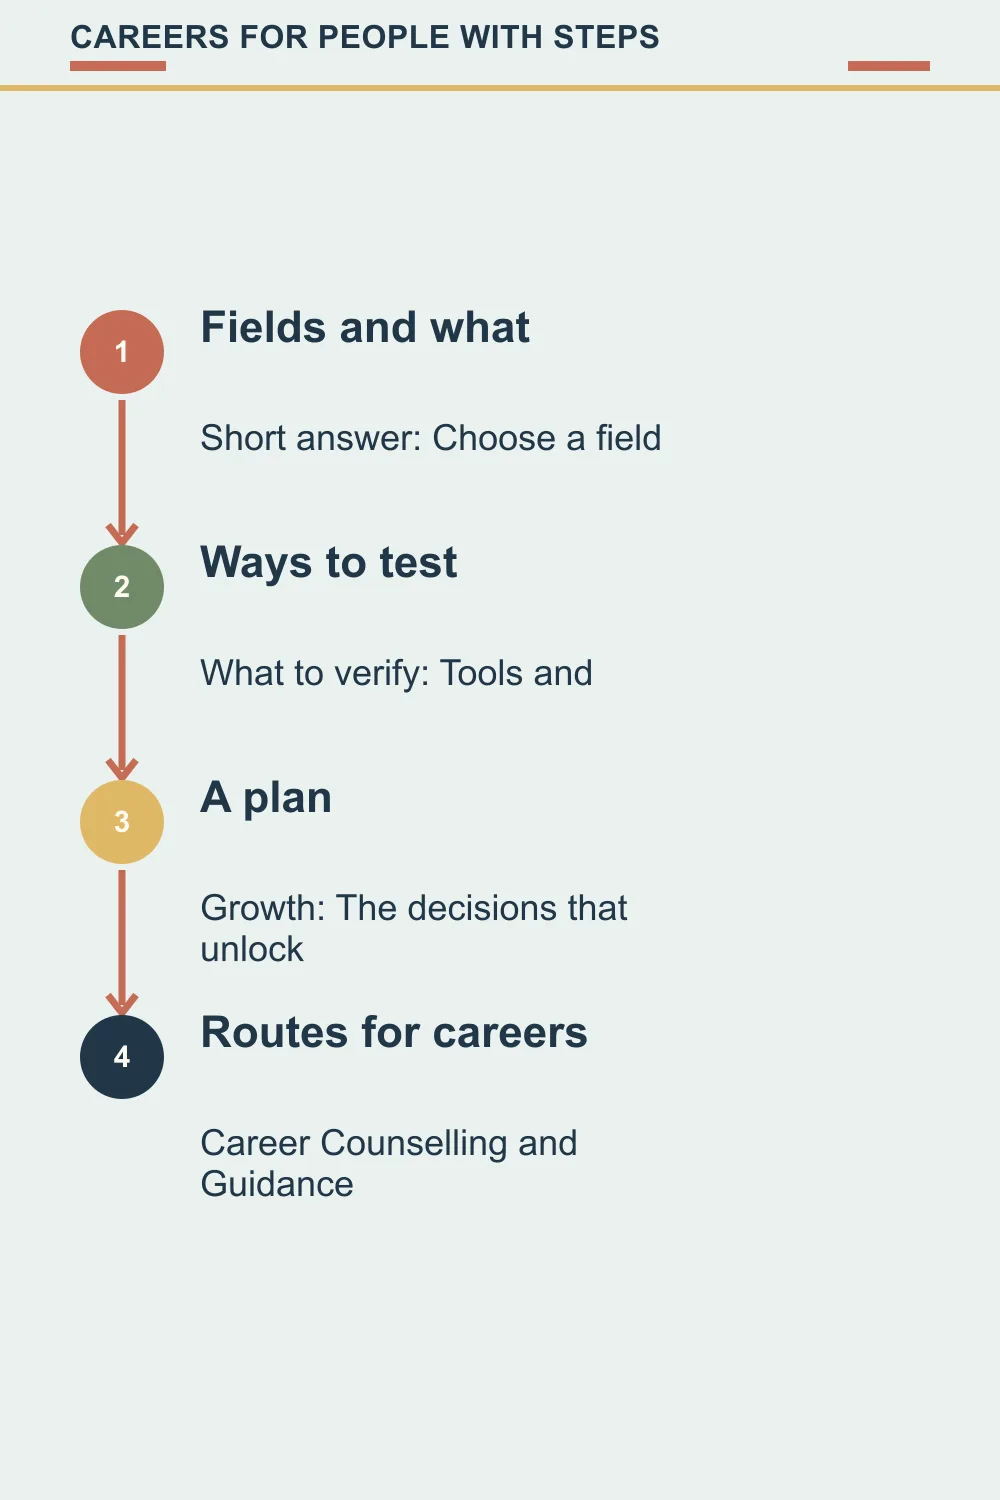 CAREERS FOR PEOPLE WITH STEPS
1
Fields and what
Short answer: Choose a field
2
Ways to test
What to verify: Tools and
3
A plan
Growth: The decisions that
unlock
4
Routes for careers
Career Counselling and
Guidance